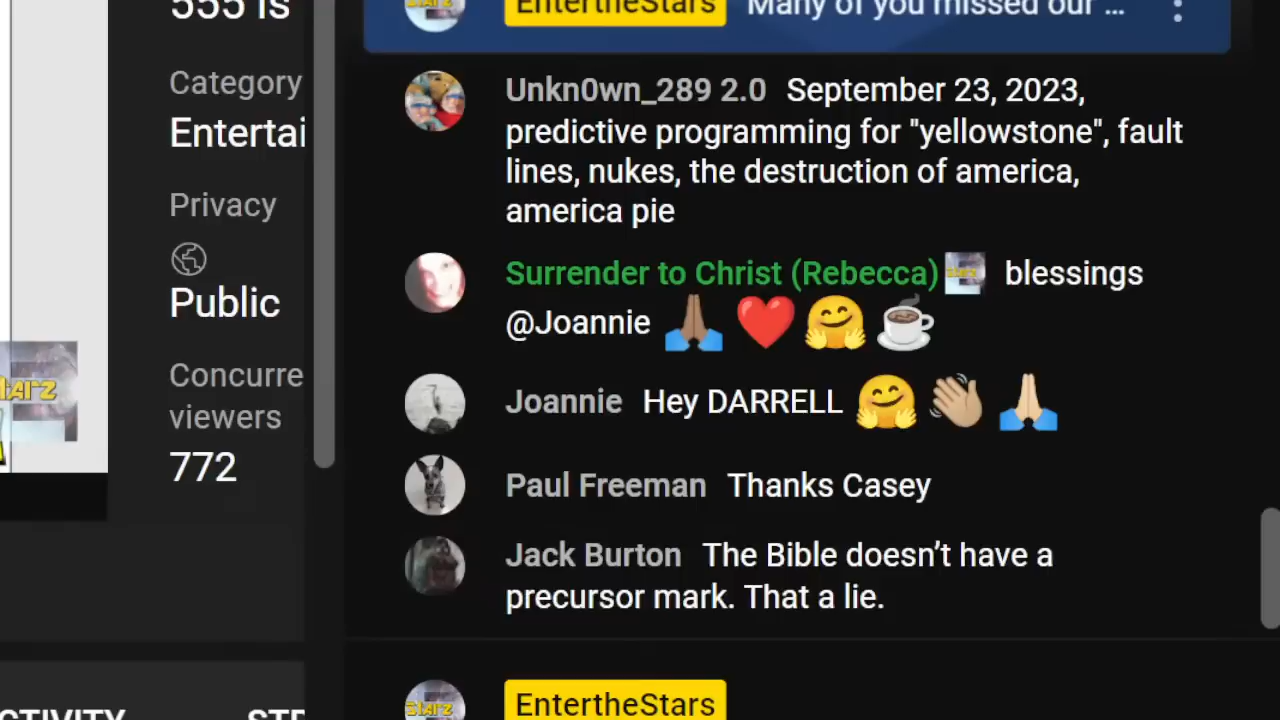 555 is
Category
Entertai
Privacy
Public
Concurre
viewers
772
CTIVITY
STarz
EntertheStars Many of you missed our ...
Unkn0wn_289 2.0 September 23, 2023,
predictive programming for "yellowstone", fault
lines, nukes, the destruction of america,
america pie
Surrender to Christ (Rebecca) blessings
@Joannie 🙏🏽 ❤️ 🤗 ☕
Joannie Hey DARRELL 🤗 👋🏼 🙏🏻
Paul Freeman Thanks Casey
Jack Burton The Bible doesn’t have a
precursor mark. That a lie.
EntertheStars